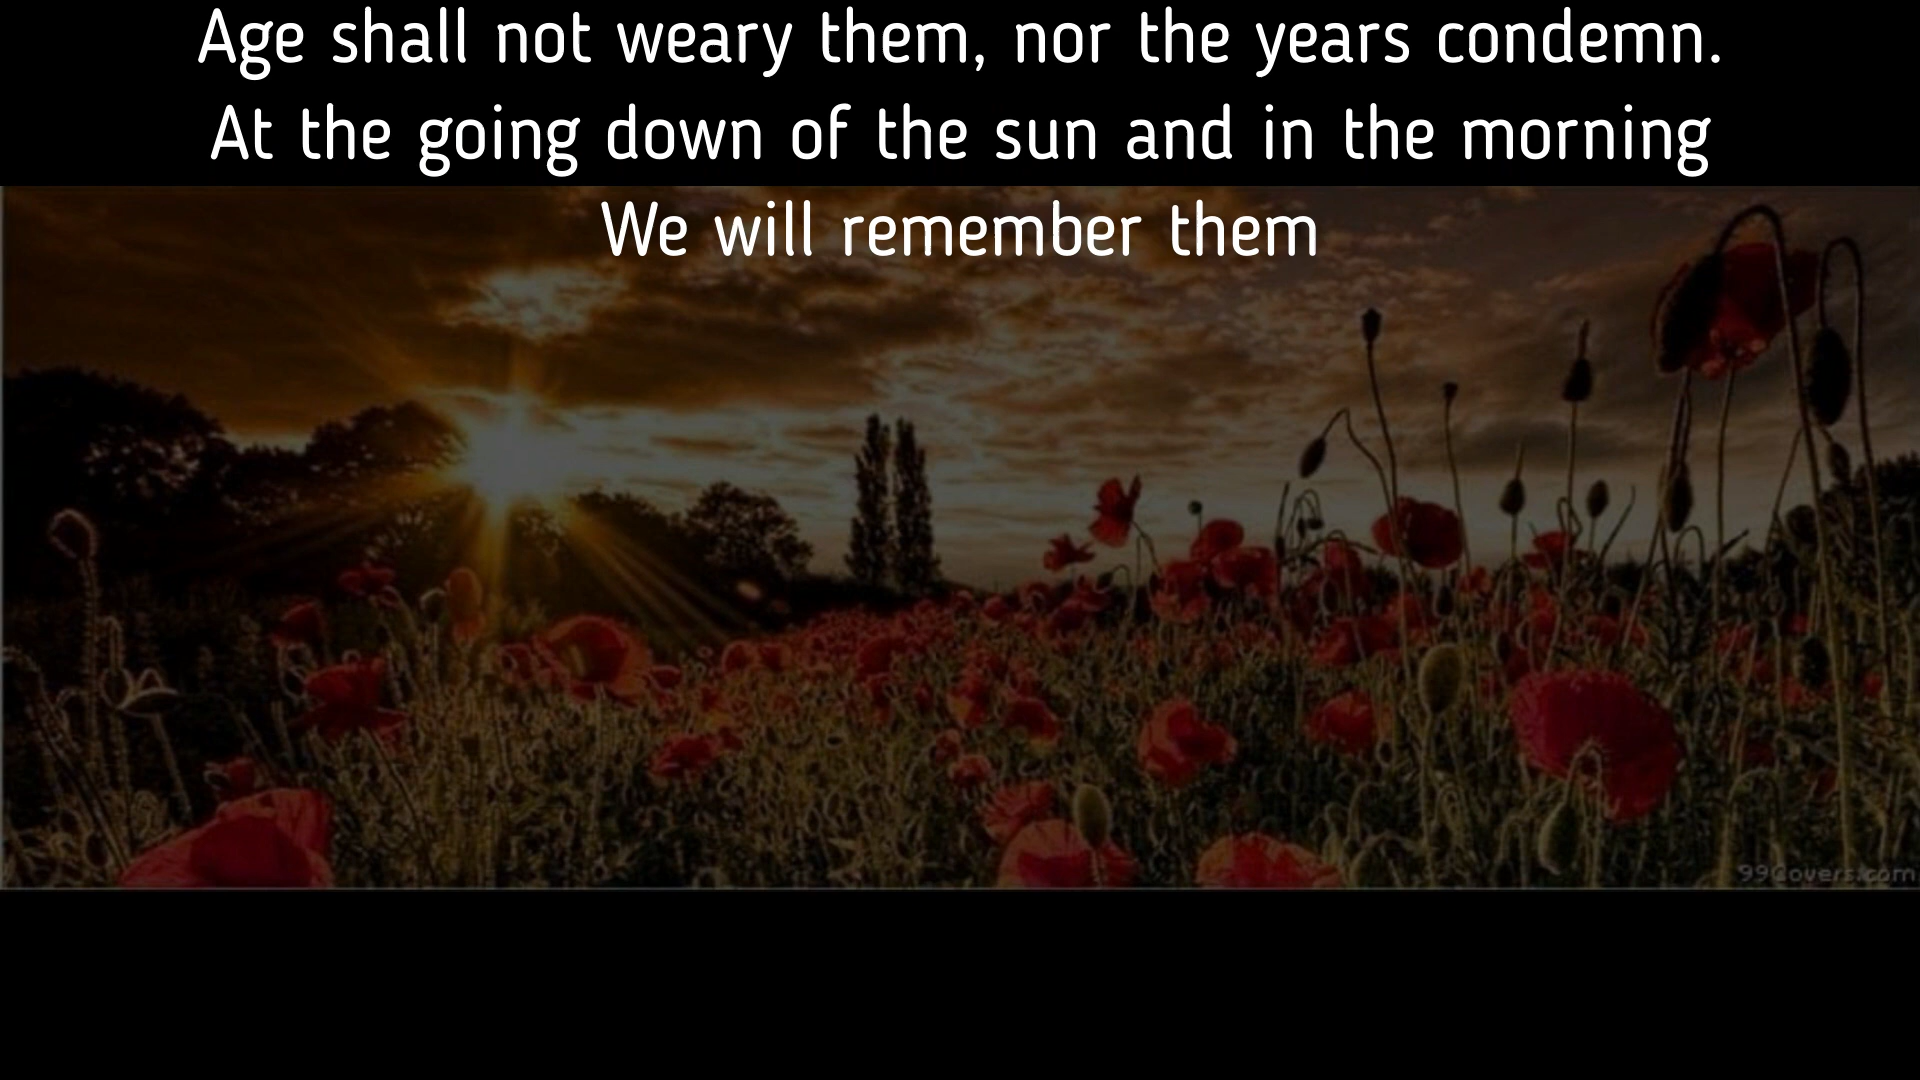 Age shall not weary them, nor the years condemn.
At the going down of the sun and in the morning
We will remember them
99Covers.com